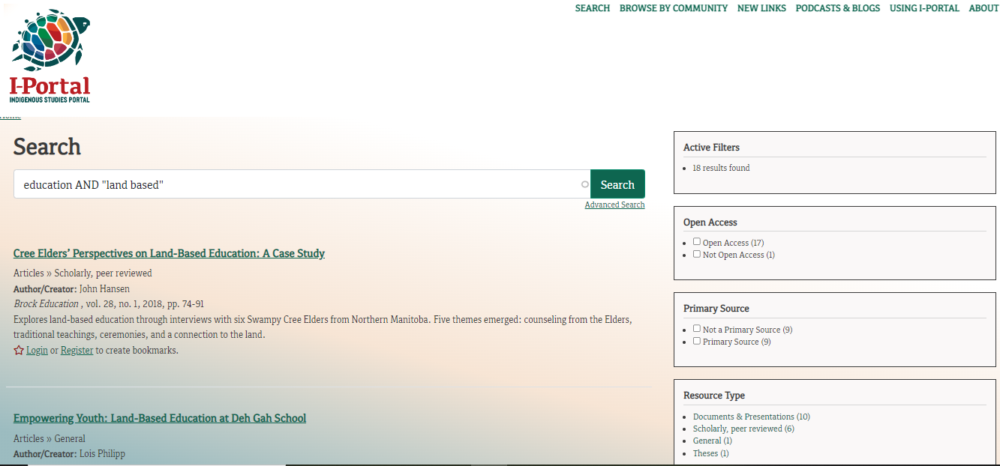 SEARCH BROWSE BY COMMUNITY NEW LINKS PODCASTS & BLOGS USING I-PORTAL ABOUT
I-Portal
INDIGENOUS STUDIES PORTAL
Home
Search
education AND "land based"
Search
Advanced Search
Cree Elders’ Perspectives on Land-Based Education: A Case Study
Articles » Scholarly, peer reviewed
Author/Creator: John Hansen
Brock Education , vol. 28, no. 1, 2018, pp. 74-91
Explores land-based education through interviews with six Swampy Cree Elders from Northern Manitoba. Five themes emerged: counseling from the Elders,
traditional teachings, ceremonies, and a connection to the land.
Login or Register to create bookmarks.
Empowering Youth: Land-Based Education at Deh Gah School
Articles » General
Author/Creator: Lois Philipp
Active Filters
18 results found
Open Access
Open Access (17)
Not Open Access (1)
Primary Source
Not a Primary Source (9)
Primary Source (9)
Resource Type
Documents & Presentations (10)
Scholarly, peer reviewed (6)
General (1)
Theses (1)